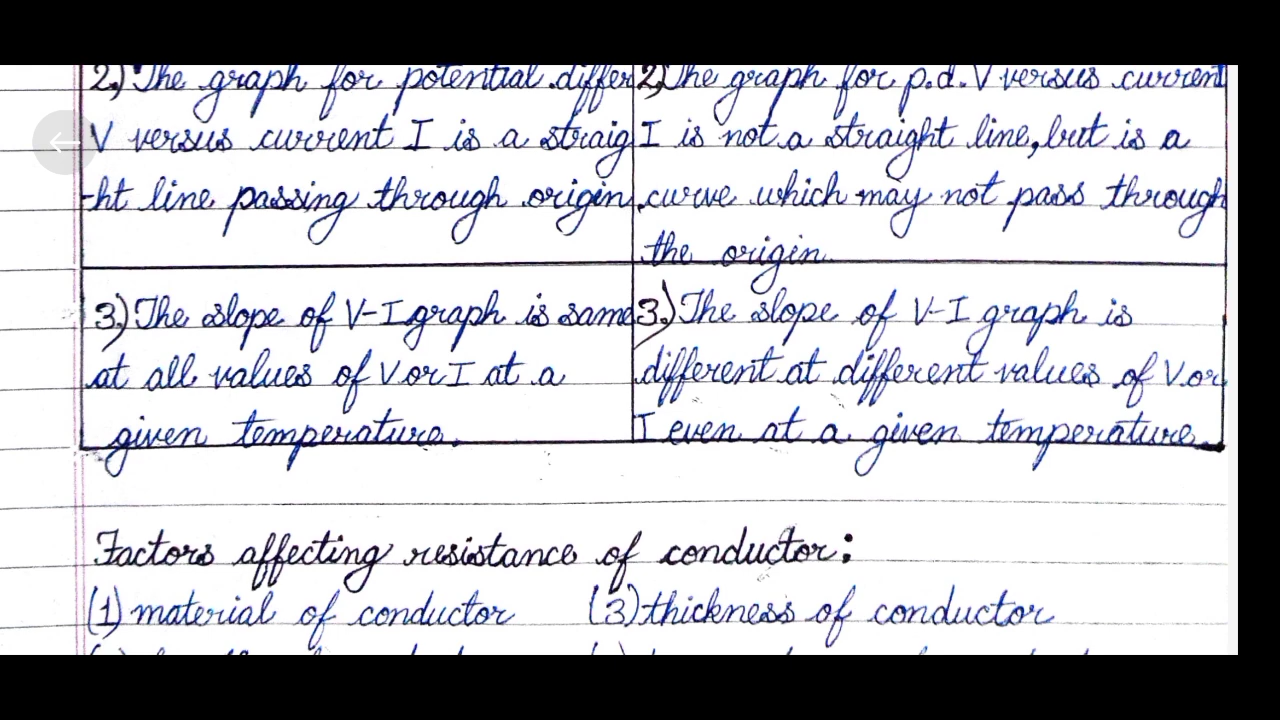 2.) The graph for potential differ
V versus current I is a straig
-ht line passing through origin.
2) The graph for p.d. V versus current
I is not a straight line, but is a
curve which may not pass through
the origin.
3.) The slope of V-I graph is same
at all values of V or I at a
given temperature.
3.) The slope of V-I graph is
different at different values of V or
I even at a given temperature.
Factors affecting resistance of conductor:
(1) material of conductor (3) thickness of conductor